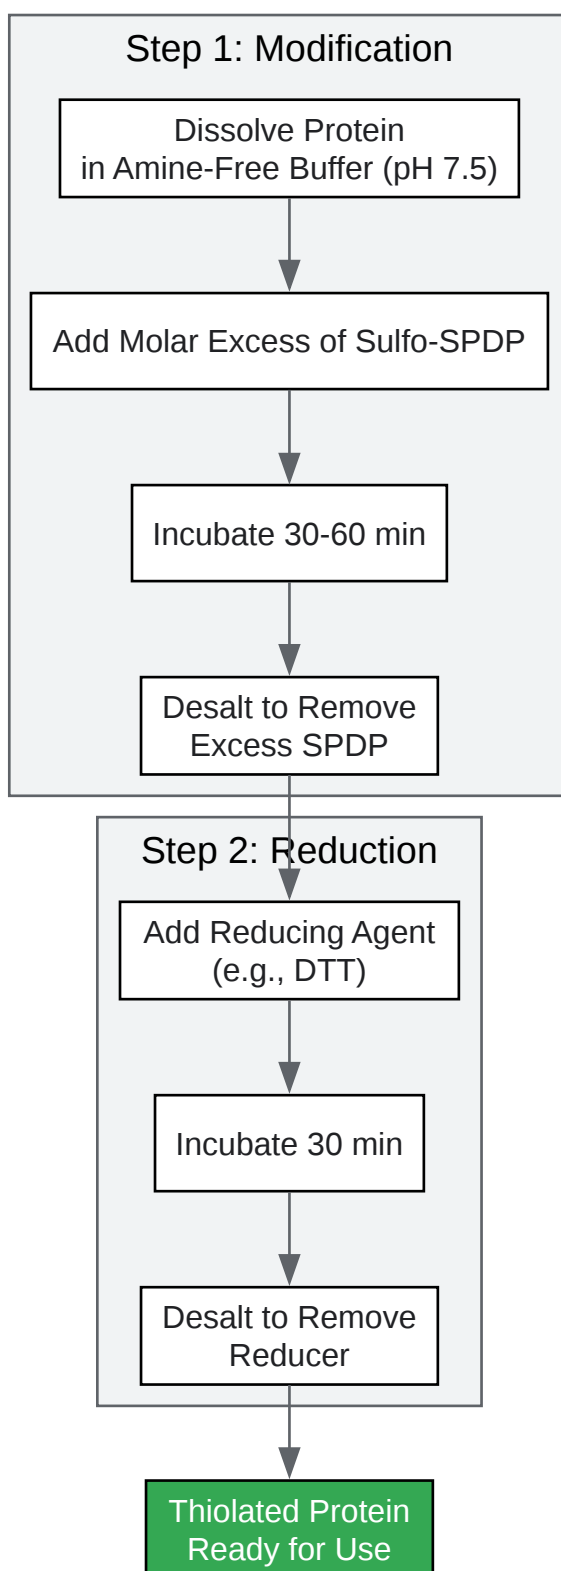 Step 1: Modification
Dissolve Protein
in Amine-Free Buffer (pH 7.5)
Add Molar Excess of Sulfo-SPDP
Incubate 30-60 min
Desalt to Remove
Excess SPDP
Step 2: Reduction
Add Reducing Agent
(e.g., DTT)
Incubate 30 min
Desalt to Remove
Reducer
Thiolated Protein
Ready for Use